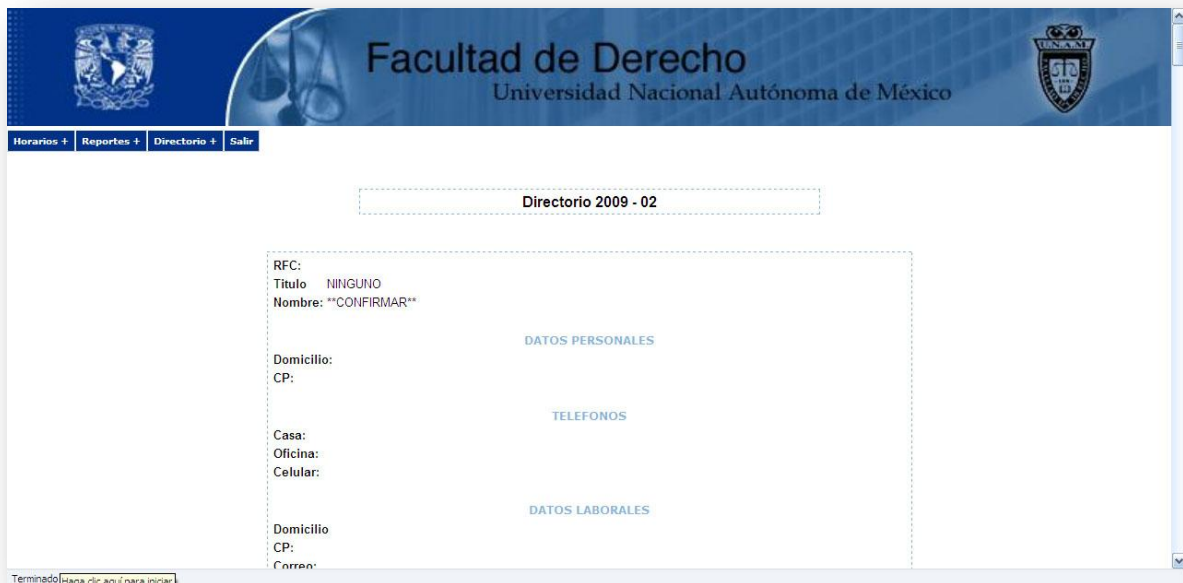 Facultad de Derecho
Universidad Nacional Autónoma de México
U.N.A.M.
Horarios + Reportes + Directorio + Salir
Directorio 2009 - 02
RFC:
Titulo NINGUNO
Nombre: **CONFIRMAR**
DATOS PERSONALES
Domicilio:
CP:
TELEFONOS
Casa:
Oficina:
Celular:
DATOS LABORALES
Domicilio
CP:
Correo:
Terminado Haga clic aquí para iniciar